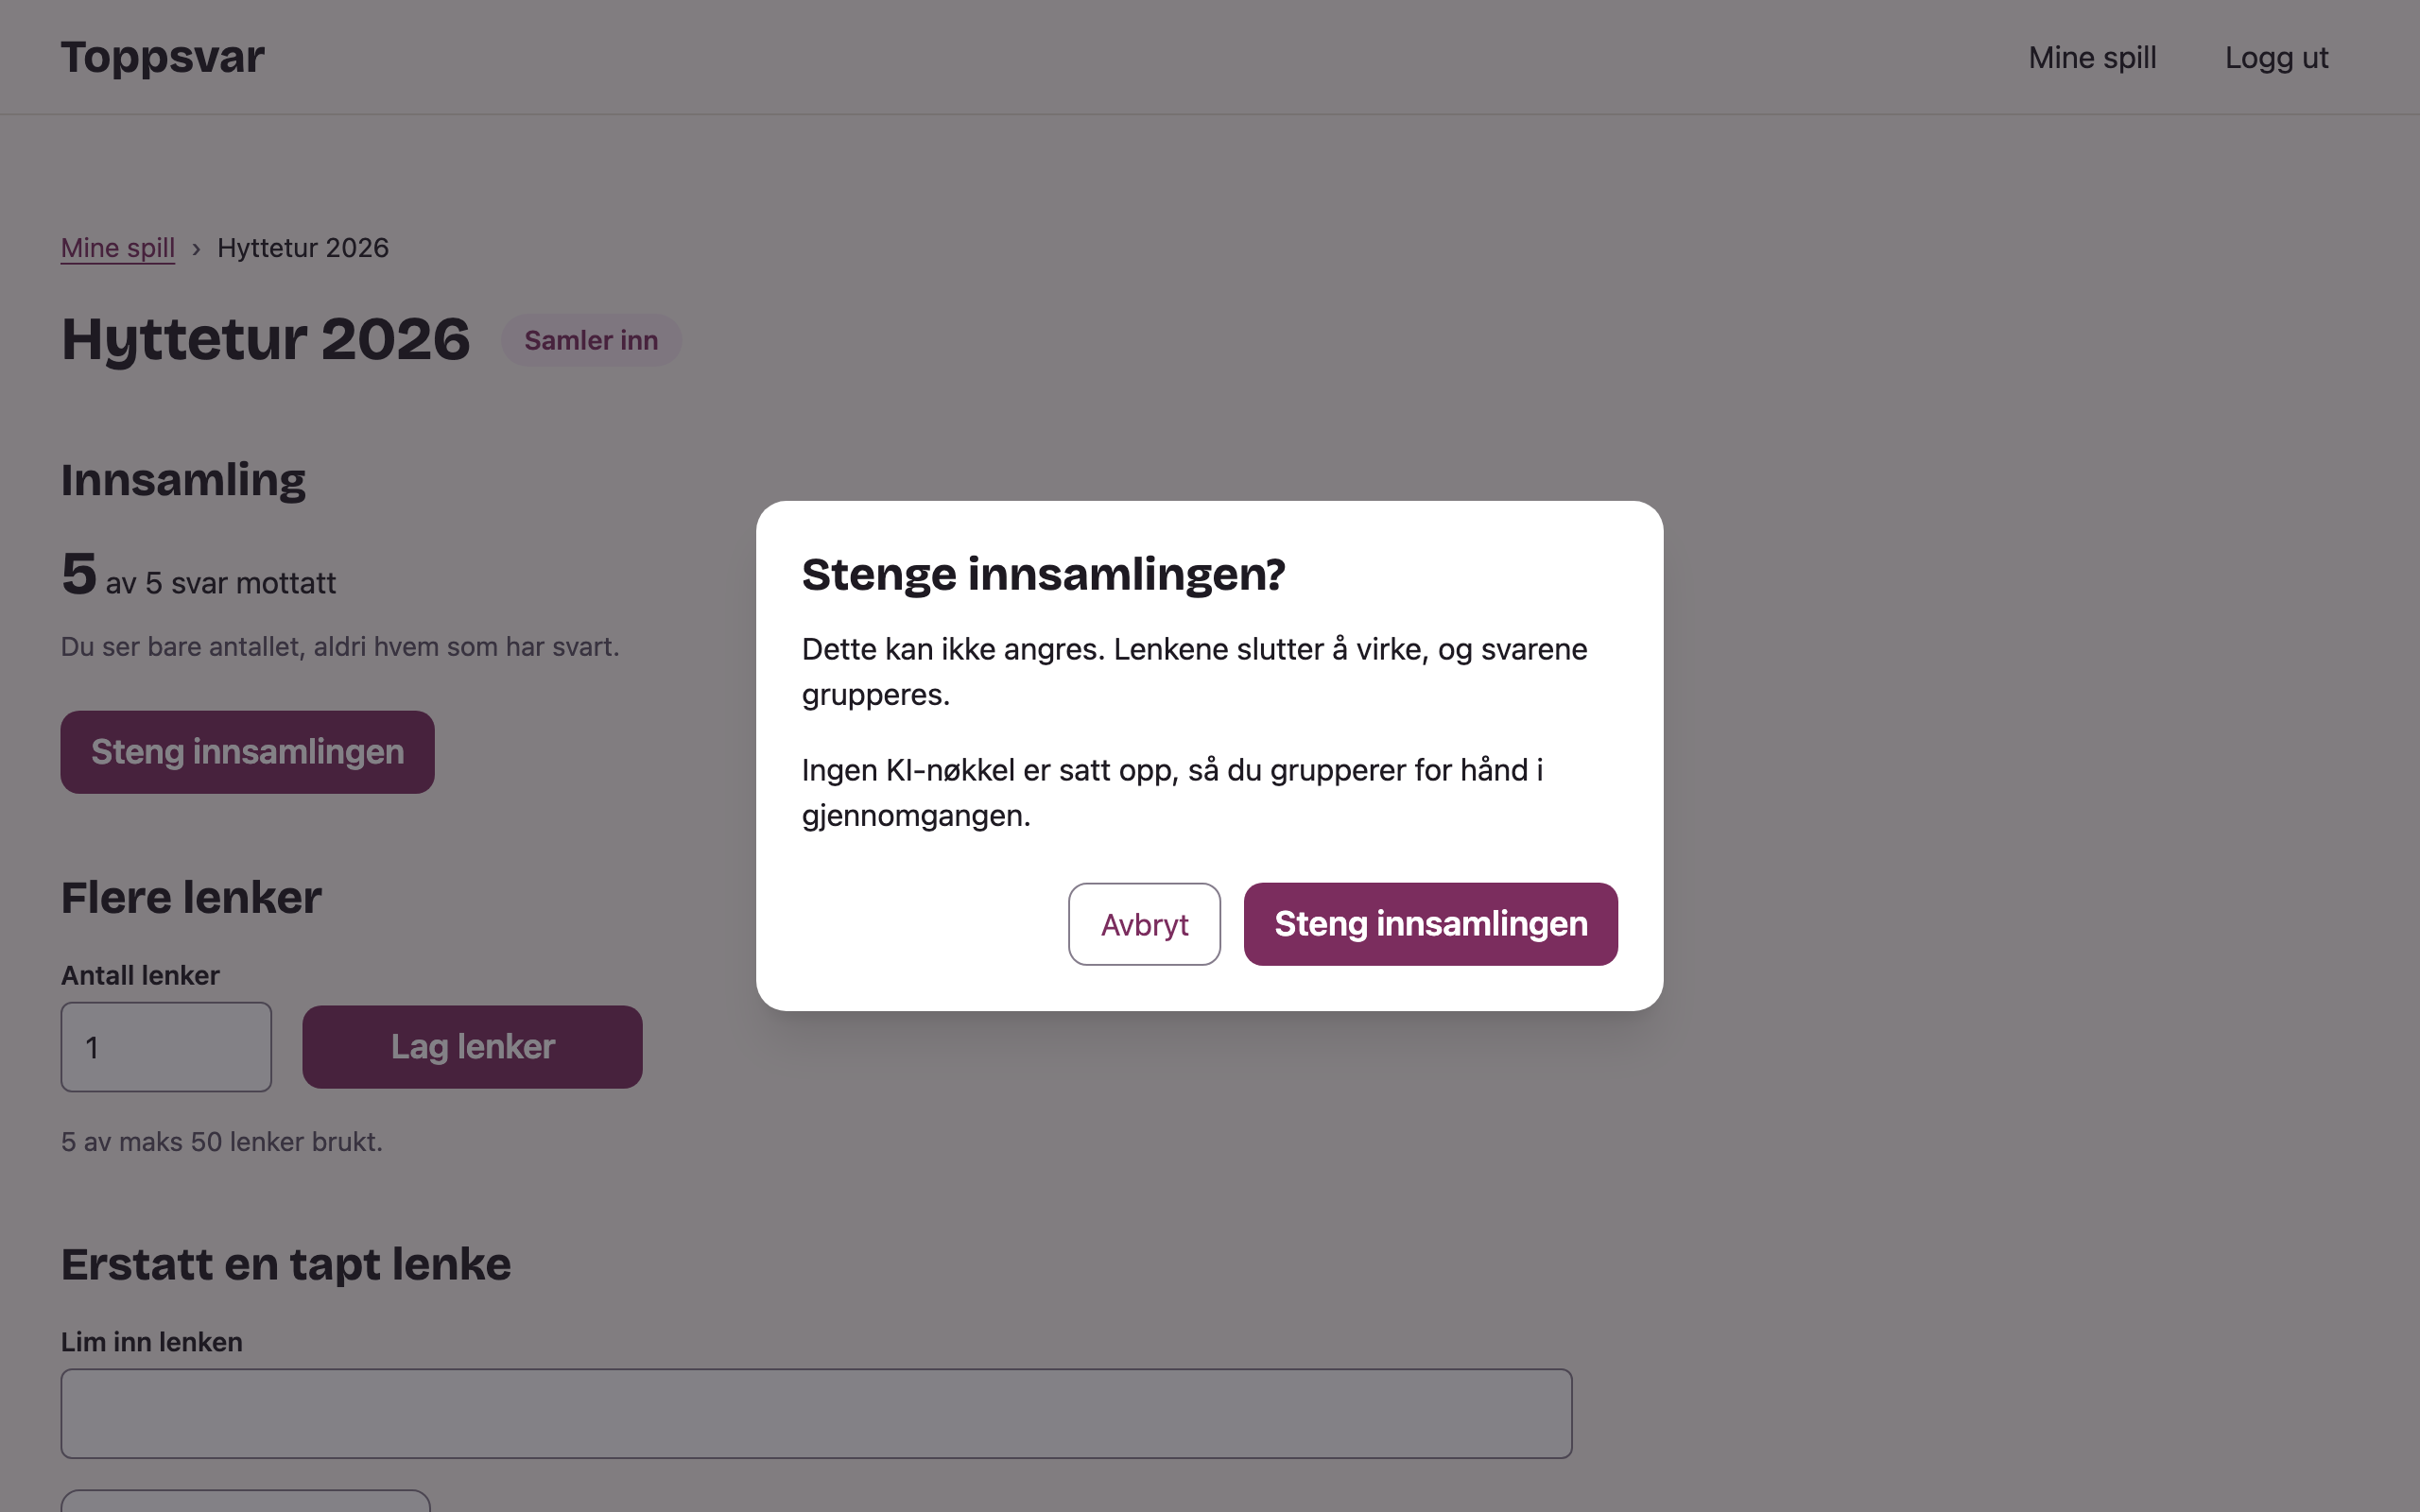 Toppsvar
Mine spill
Logg ut
Mine spill › Hyttetur 2026
Hyttetur 2026
Samler inn
Innsamling
5 av 5 svar mottatt
Du ser bare antallet, aldri hvem som har svart.
Steng innsamlingen
Flere lenker
Antall lenker
1
Lag lenker
5 av maks 50 lenker brukt.
Erstatt en tapt lenke
Lim inn lenken
Stenge innsamlingen?
Dette kan ikke angres. Lenkene slutter å virke, og svarene
grupperes.
Ingen KI-nøkkel er satt opp, så du grupperer for hånd i
gjennomgangen.
Avbryt
Steng innsamlingen